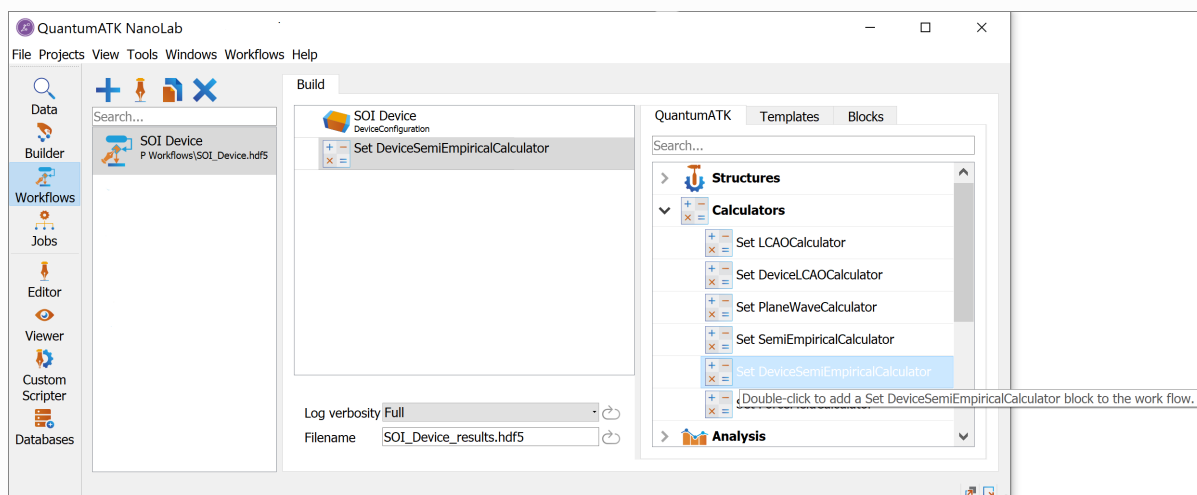 QuantumATK NanoLab
File Projects View Tools Windows Workflows Help
Data
Builder
Workflows
Jobs
Editor
Viewer
Custom
Scripter
Databases
Search...
SOI Device
P Workflows\SOI_Device.hdf5
Build
SOI Device
DeviceConfiguration
Set DeviceSemiEmpiricalCalculator
Log verbosity Full
Filename SOI_Device_results.hdf5
QuantumATK Templates Blocks
Search...
Structures
Calculators
Set LCAOCalculator
Set DeviceLCAOCalculator
Set PlaneWaveCalculator
Set SemiEmpiricalCalculator
Set DeviceSemiEmpiricalCalculator
Double-click to add a Set DeviceSemiEmpiricalCalculator block to the work flow.
Analysis